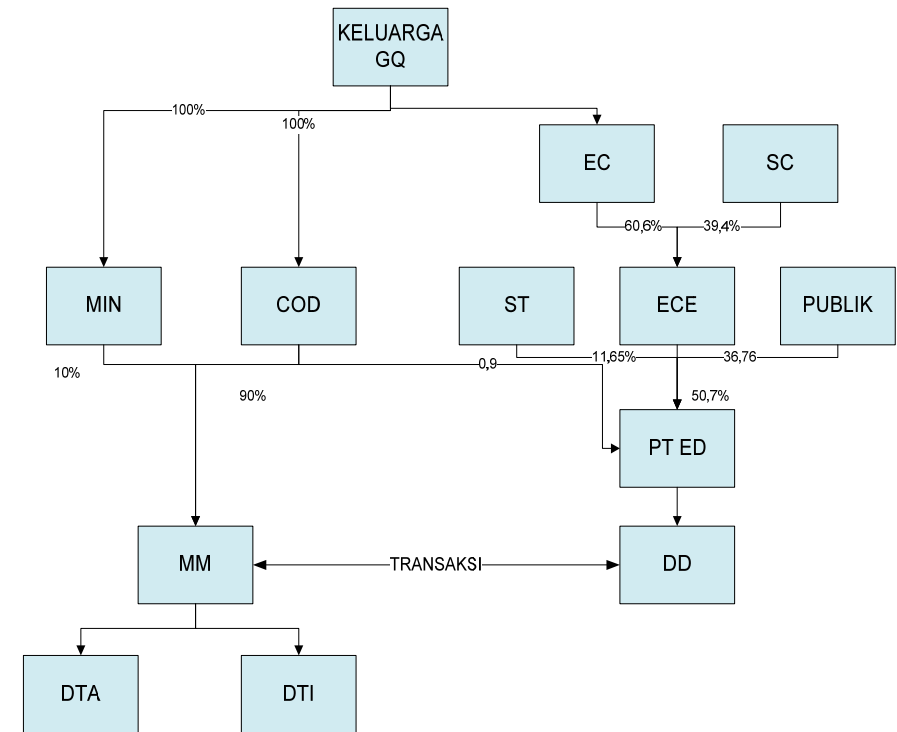 KELUARGA
GQ
100%
100%
EC
SC
60,6%
39,4%
MIN
COD
ST
ECE
PUBLIK
11,65%
36,76
0,9
10%
90%
50,7%
PT ED
MM
TRANSAKSI
DD
DTA
DTI